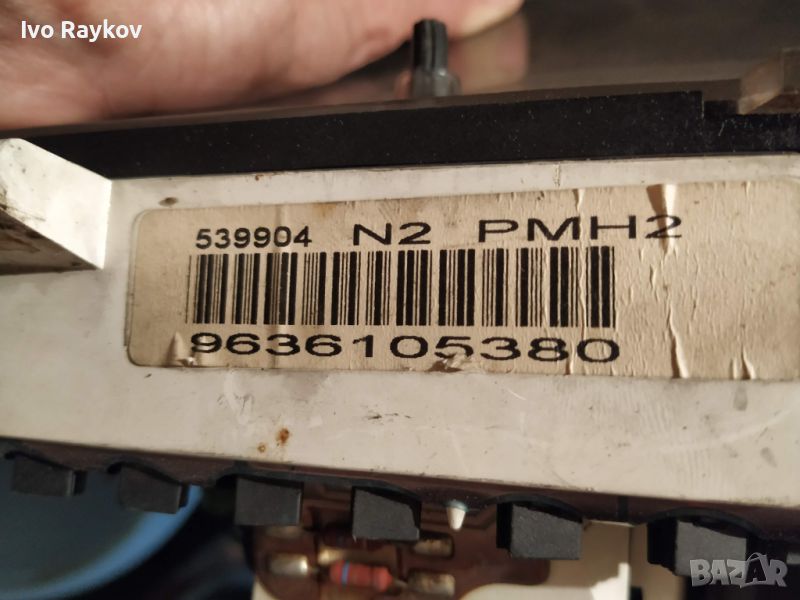 Ivo Raykov
539904 N2 PMH2
9636105380
BAZAR